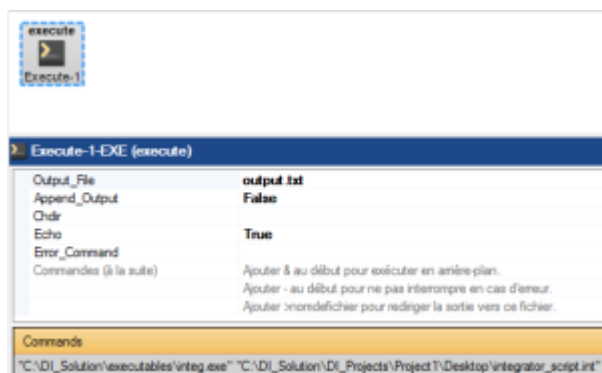 execute
Execute-1
Execute-1-EXE (execute)
Output_File output.txt
Append_Output False
Chdir
Echo True
Error_Command
Commandes (à la suite) Ajouter & au début pour exécuter en arrière-plan.
Ajouter - au début pour ne pas interrompre en cas d'erreur.
Ajouter >nomdefichier pour rediriger la sortie vers ce fichier.
Commands
"C:\DI_Solution\executables\integ.exe" "C:\DI_Solution\DI_Projects\Project1\Desktop\integrator_script.int"